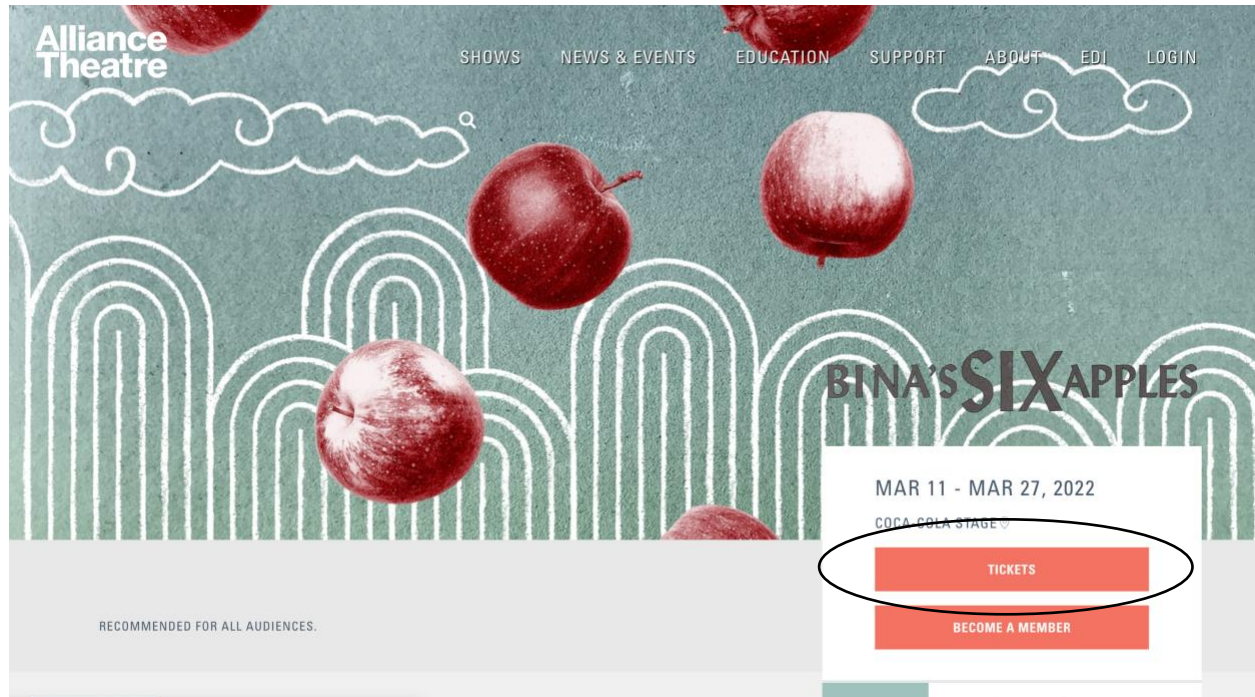 Alliance
Theatre
SHOWS NEWS & EVENTS EDUCATION SUPPORT ABOUT EDI LOGIN
BINA'S SIX APPLES
MAR 11 - MAR 27, 2022
COCA-COLA STAGE
TICKETS
RECOMMENDED FOR ALL AUDIENCES.
BECOME A MEMBER